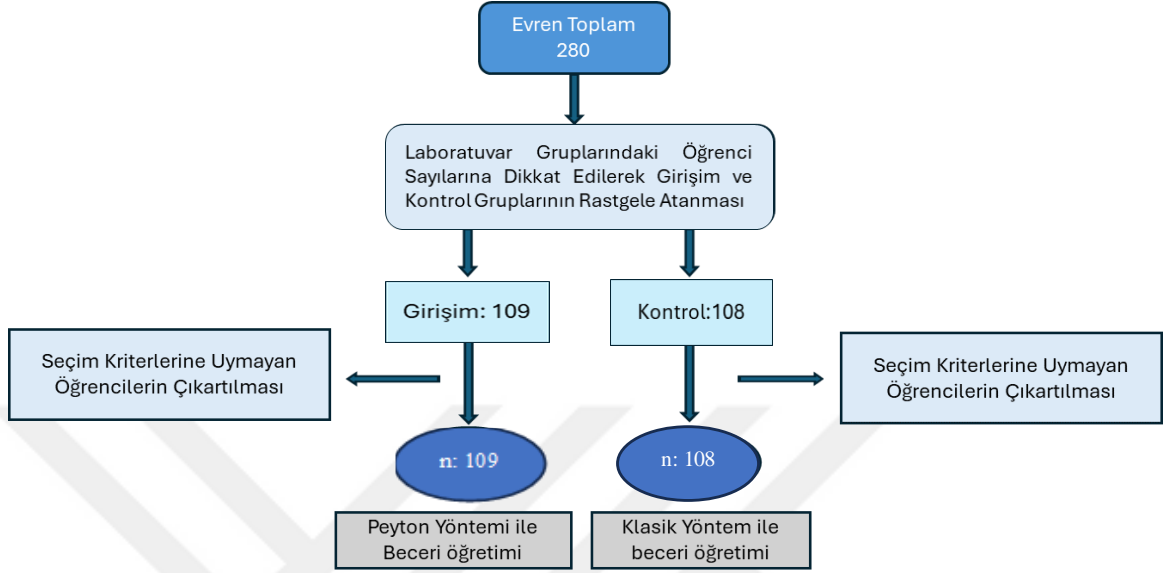 Evren Toplam
280
Laboratuvar Gruplarındaki Öğrenci
Sayılarına Dikkat Edilerek Girişim ve
Kontrol Gruplarının Rastgele Atanması
Girişim: 109
Kontrol:108
Seçim Kriterlerine Uymayan
Öğrencilerin Çıkartılması
Seçim Kriterlerine Uymayan
Öğrencilerin Çıkartılması
n: 109
n: 108
Peyton Yöntemi ile
Beceri öğretimi
Klasik Yöntem ile
beceri öğretimi